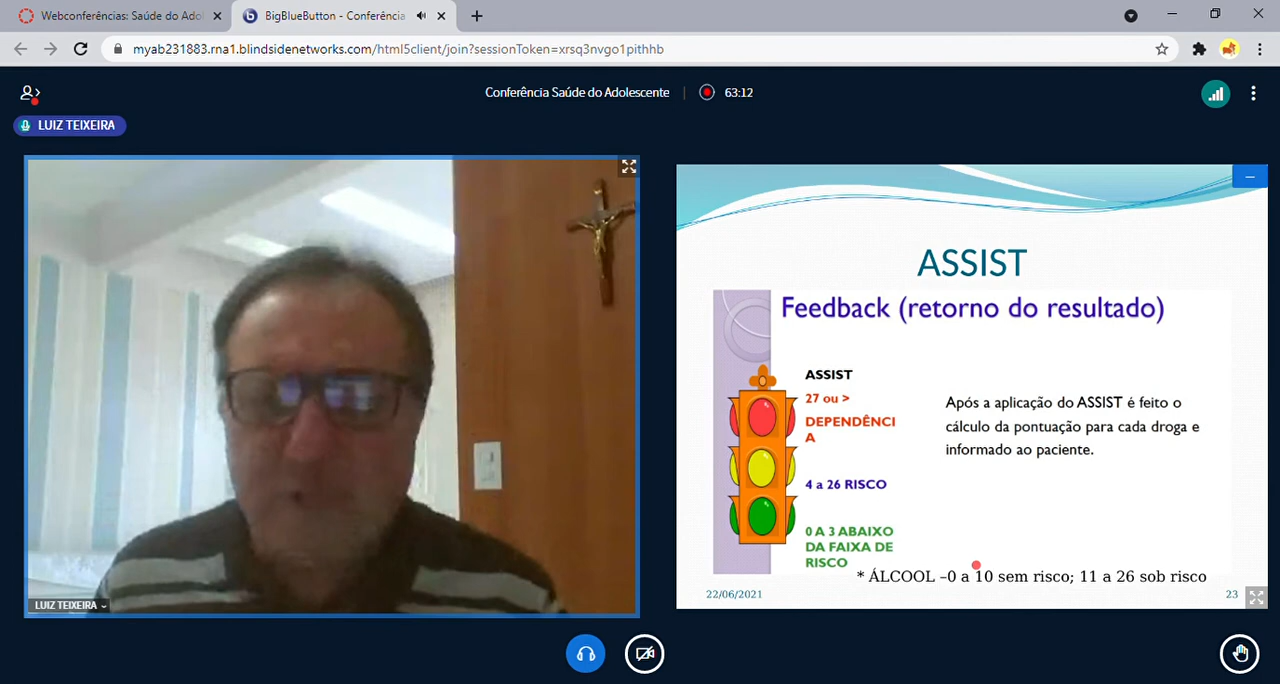 Webconferências: Saúde do Adol
BigBlueButton - Conferência
myab231883.rna1.blindsidenetworks.com/html5client/join?sessionToken=xrsq3nvgo1pithhb
Conferência Saúde do Adolescente | 63:12
LUIZ TEIXEIRA
LUIZ TEIXEIRA
ASSIST
Feedback (retorno do resultado)
ASSIST
27 ou >
DEPENDÊNCI
A
4 a 26 RISCO
0 A 3 ABAIXO
DA FAIXA DE
RISCO
Após a aplicação do ASSIST é feito o
cálculo da pontuação para cada droga e
informado ao paciente.
* ÁLCOOL –0 a 10 sem risco; 11 a 26 sob risco
22/06/2021
23